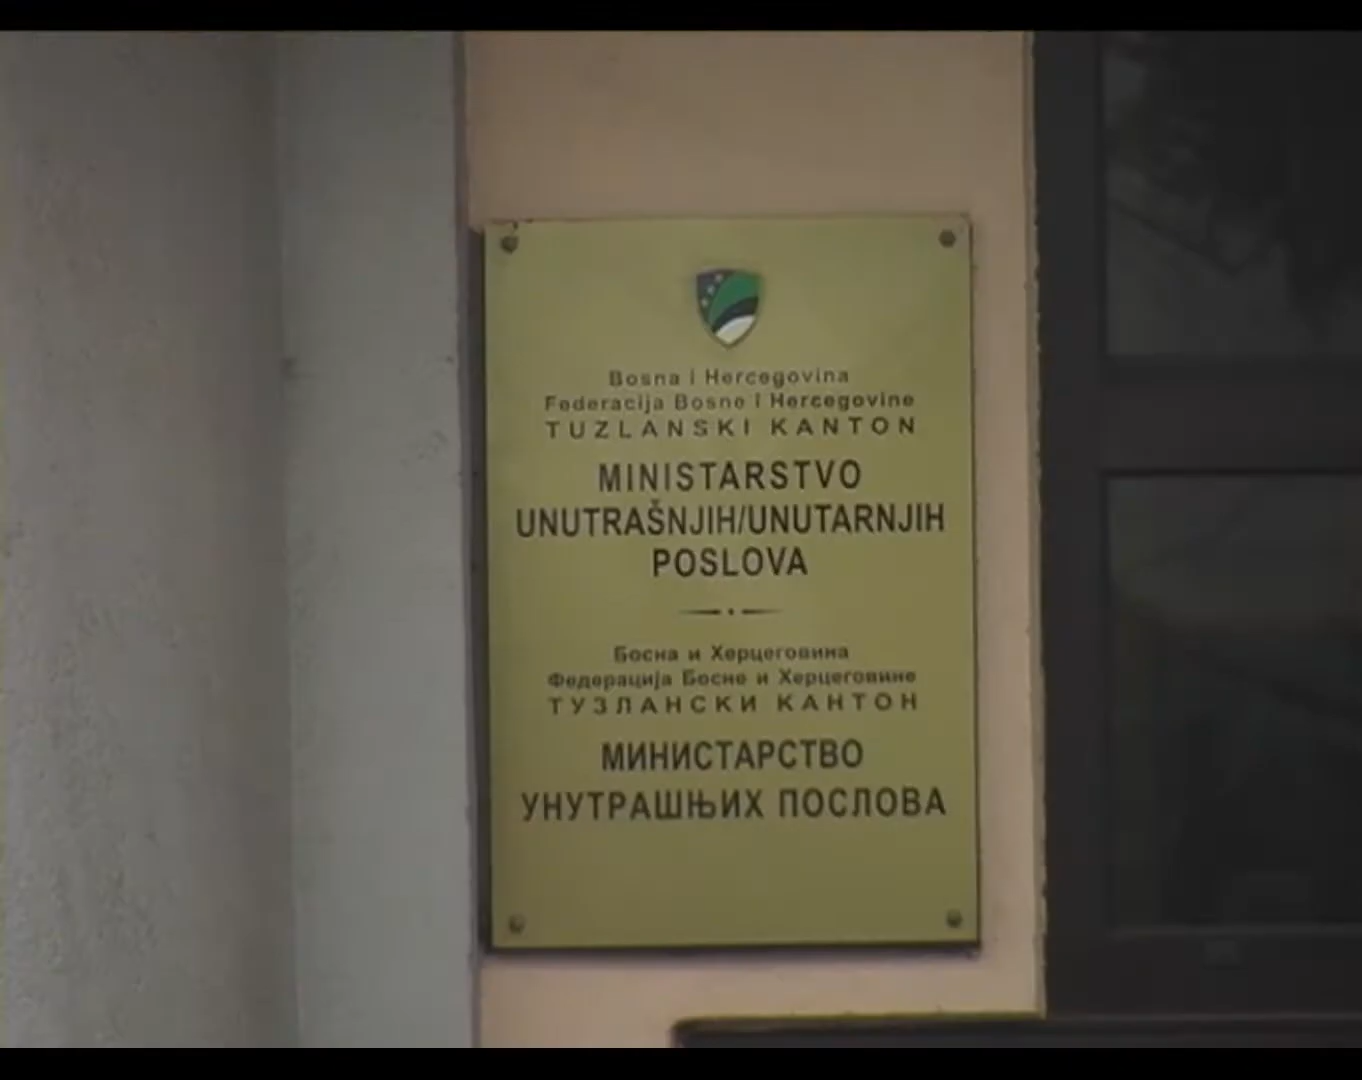 Bosna i Hercegovina
Federacija Bosne i Hercegovine
TUZLANSKI KANTON
MINISTARSTVO
UNUTRAŠNJIH/UNUTARNJIH
POSLOVA
Босна и Херцеговина
Федерација Босне и Херцеговине
ТУЗЛАНСКИ КАНТОН
МИНИСТАРСТВО
УНУТРАШЊИХ ПОСЛОВА